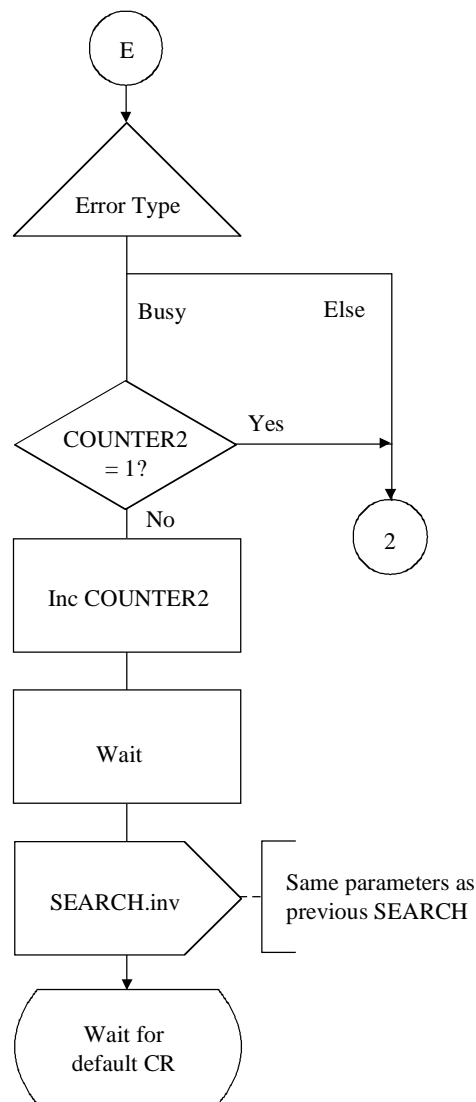 E
Error Type
Busy
Else
COUNTER2
= 1?
Yes
No
2
Inc COUNTER2
Wait
SEARCH.inv
Same parameters as
previous SEARCH
Wait for
default CR